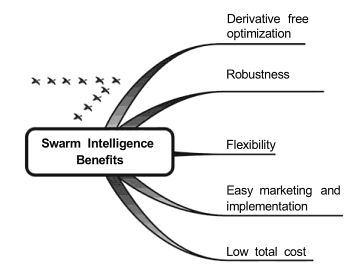 Derivative free
optimization
Robustness
Swarm Intelligence
Benefits
Flexibility
Easy marketing and
implementation
Low total cost